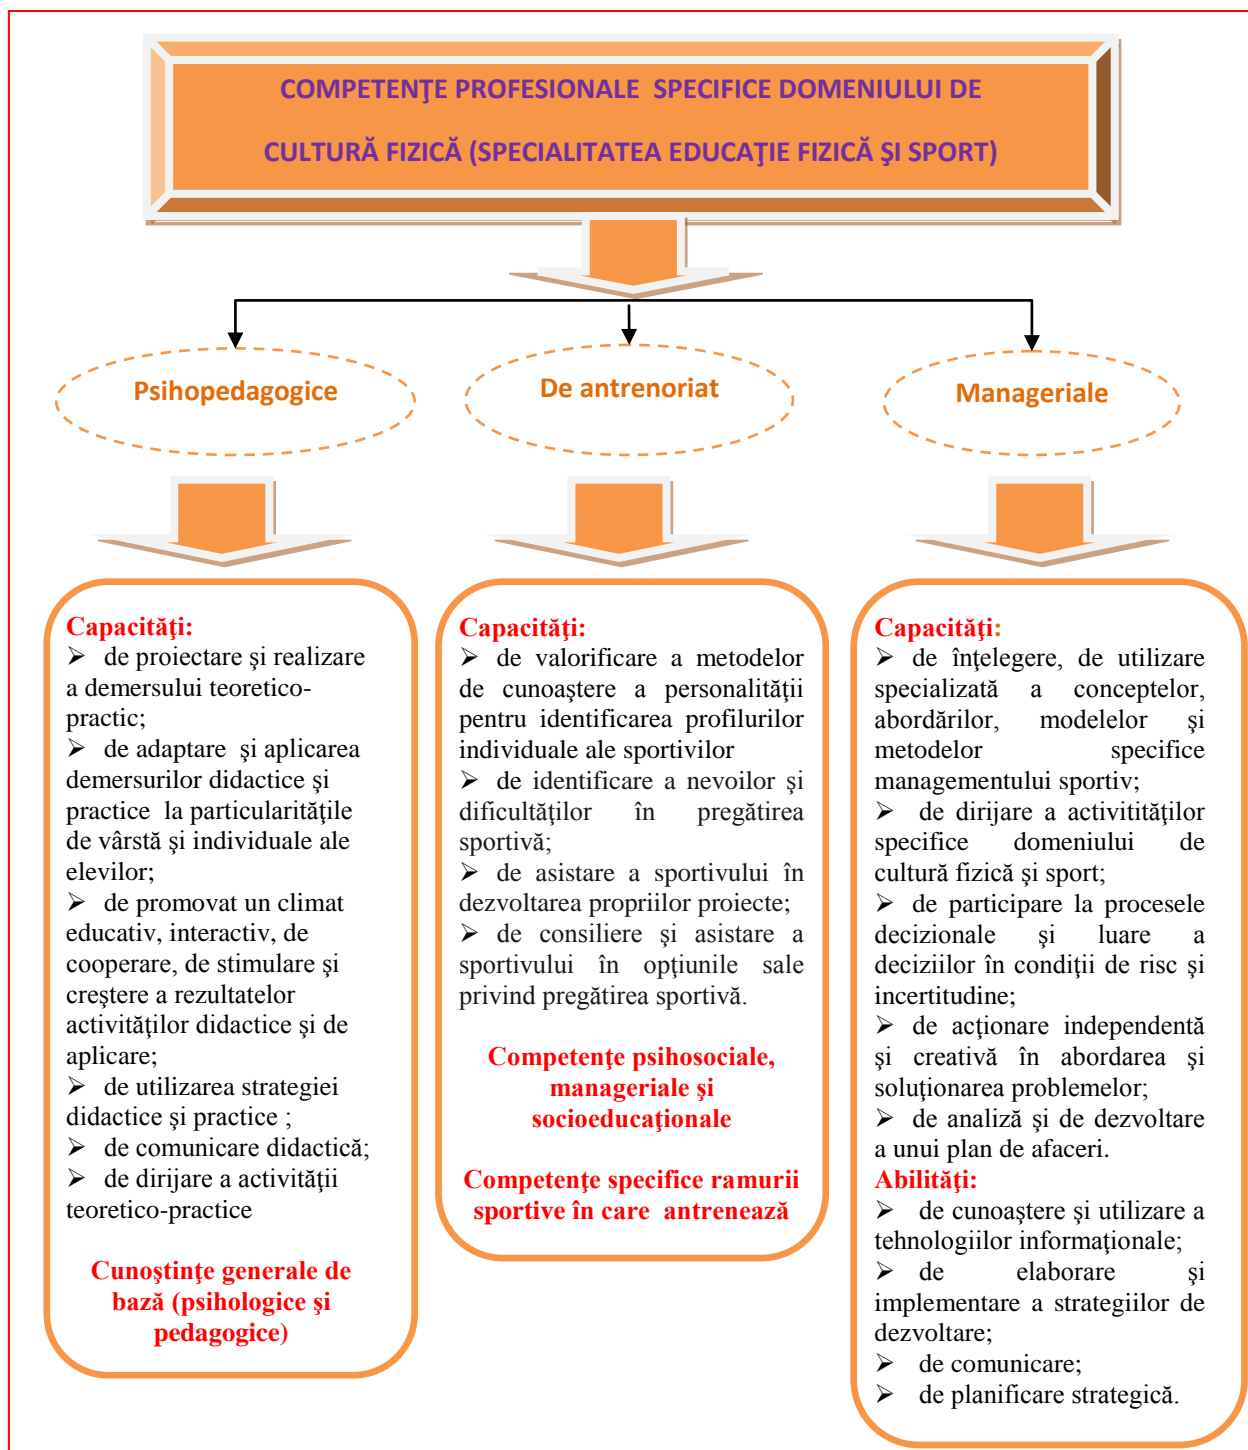 COMPETENŢE PROFESIONALE SPECIFICE DOMENIULUI DE
CULTURĂ FIZICĂ (SPECIALITATEA EDUCAŢIE FIZICĂ ŞI SPORT)
Psihopedagogice
De antrenoriat
Manageriale
Capacităţi:
➢ de proiectare şi realizare
a demersului teoretico-
practic;
➢ de adaptare şi aplicarea
demersurilor didactice şi
practice la particularităţile
de vârstă şi individuale ale
elevilor;
➢ de promovat un climat
educativ, interactiv, de
cooperare, de stimulare şi
creştere a rezultatelor
activităţilor didactice şi de
aplicare;
➢ de utilizarea strategiei
didactice şi practice ;
➢ de comunicare didactică;
➢ de dirijare a activităţii
teoretico-practice
Cunoştinţe generale de
bază (psihologice şi
pedagogice)
Capacităţi:
➢ de valorificare a metodelor
de cunoaştere a personalităţii
pentru identificarea profilurilor
individuale ale sportivilor
➢ de identificare a nevoilor şi
dificultăţilor în pregătirea
sportivă;
➢ de asistare a sportivului în
dezvoltarea propriilor proiecte;
➢ de consiliere şi asistare a
sportivului în opţiunile sale
privind pregătirea sportivă.
Competenţe psihosociale,
manageriale şi
socioeducaţionale
Competenţe specifice ramurii
sportive în care antrenează
Capacităţi:
➢ de înţelegere, de utilizare
specializată a conceptelor,
abordărilor, modelelor şi
metodelor specifice
managementului sportiv;
➢ de dirijare a activitităţilor
specifice domeniului de
cultură fizică şi sport;
➢ de participare la procesele
decizionale şi luare a
deciziilor în condiţii de risc şi
incertitudine;
➢ de acţionare independentă
şi creativă în abordarea şi
soluţionarea problemelor;
➢ de analiză şi de dezvoltare
a unui plan de afaceri.
Abilităţi:
➢ de cunoaştere şi utilizare a
tehnologiilor informaţionale;
➢ de elaborare şi
implementare a strategiilor de
dezvoltare;
➢ de comunicare;
➢ de planificare strategică.